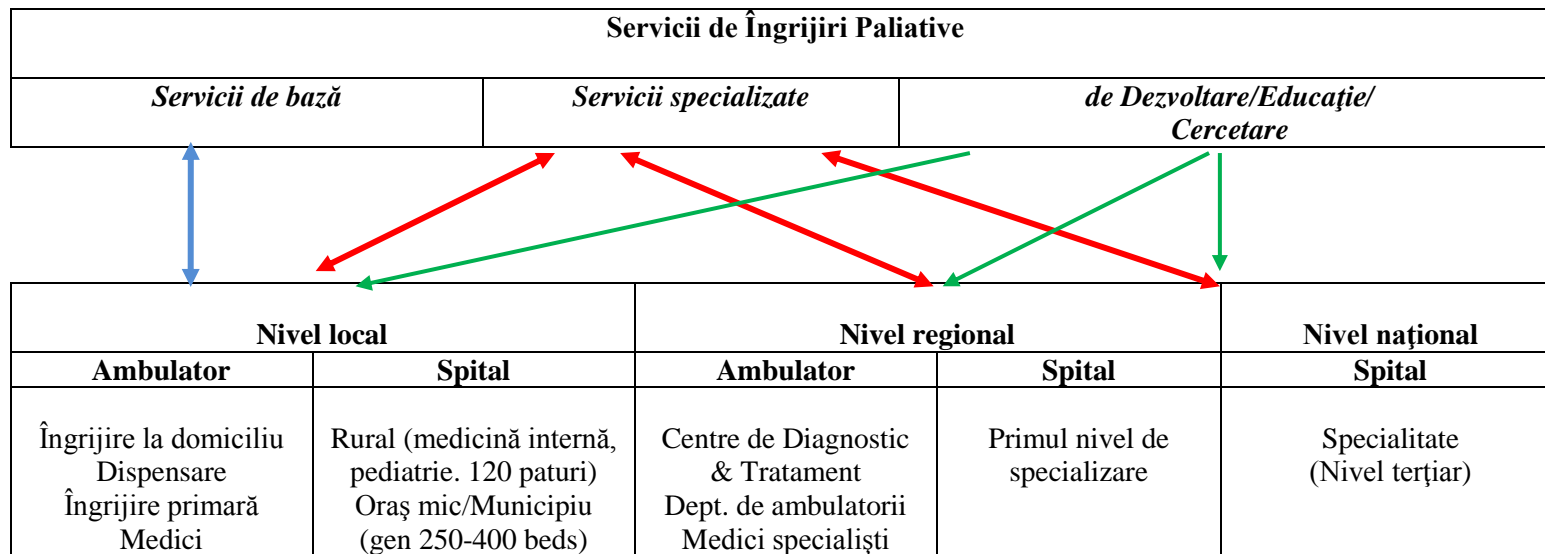 Servicii de Îngrijiri Paliative
Servicii de bază
Servicii specializate
de Dezvoltare/Educaţie/
Cercetare
Nivel local
Nivel regional
Nivel naţional
Ambulator
Spital
Ambulator
Spital
Spital
Îngrijire la domiciliu
Dispensare
Îngrijire primară
Medici
Rural (medicină internă,
pediatrie. 120 paturi)
Oraş mic/Municipiu
(gen 250-400 beds)
Centre de Diagnostic
& Tratament
Dept. de ambulatorii
Medici specialişti
Primul nivel de
specializare
Specialitate
(Nivel terţiar)